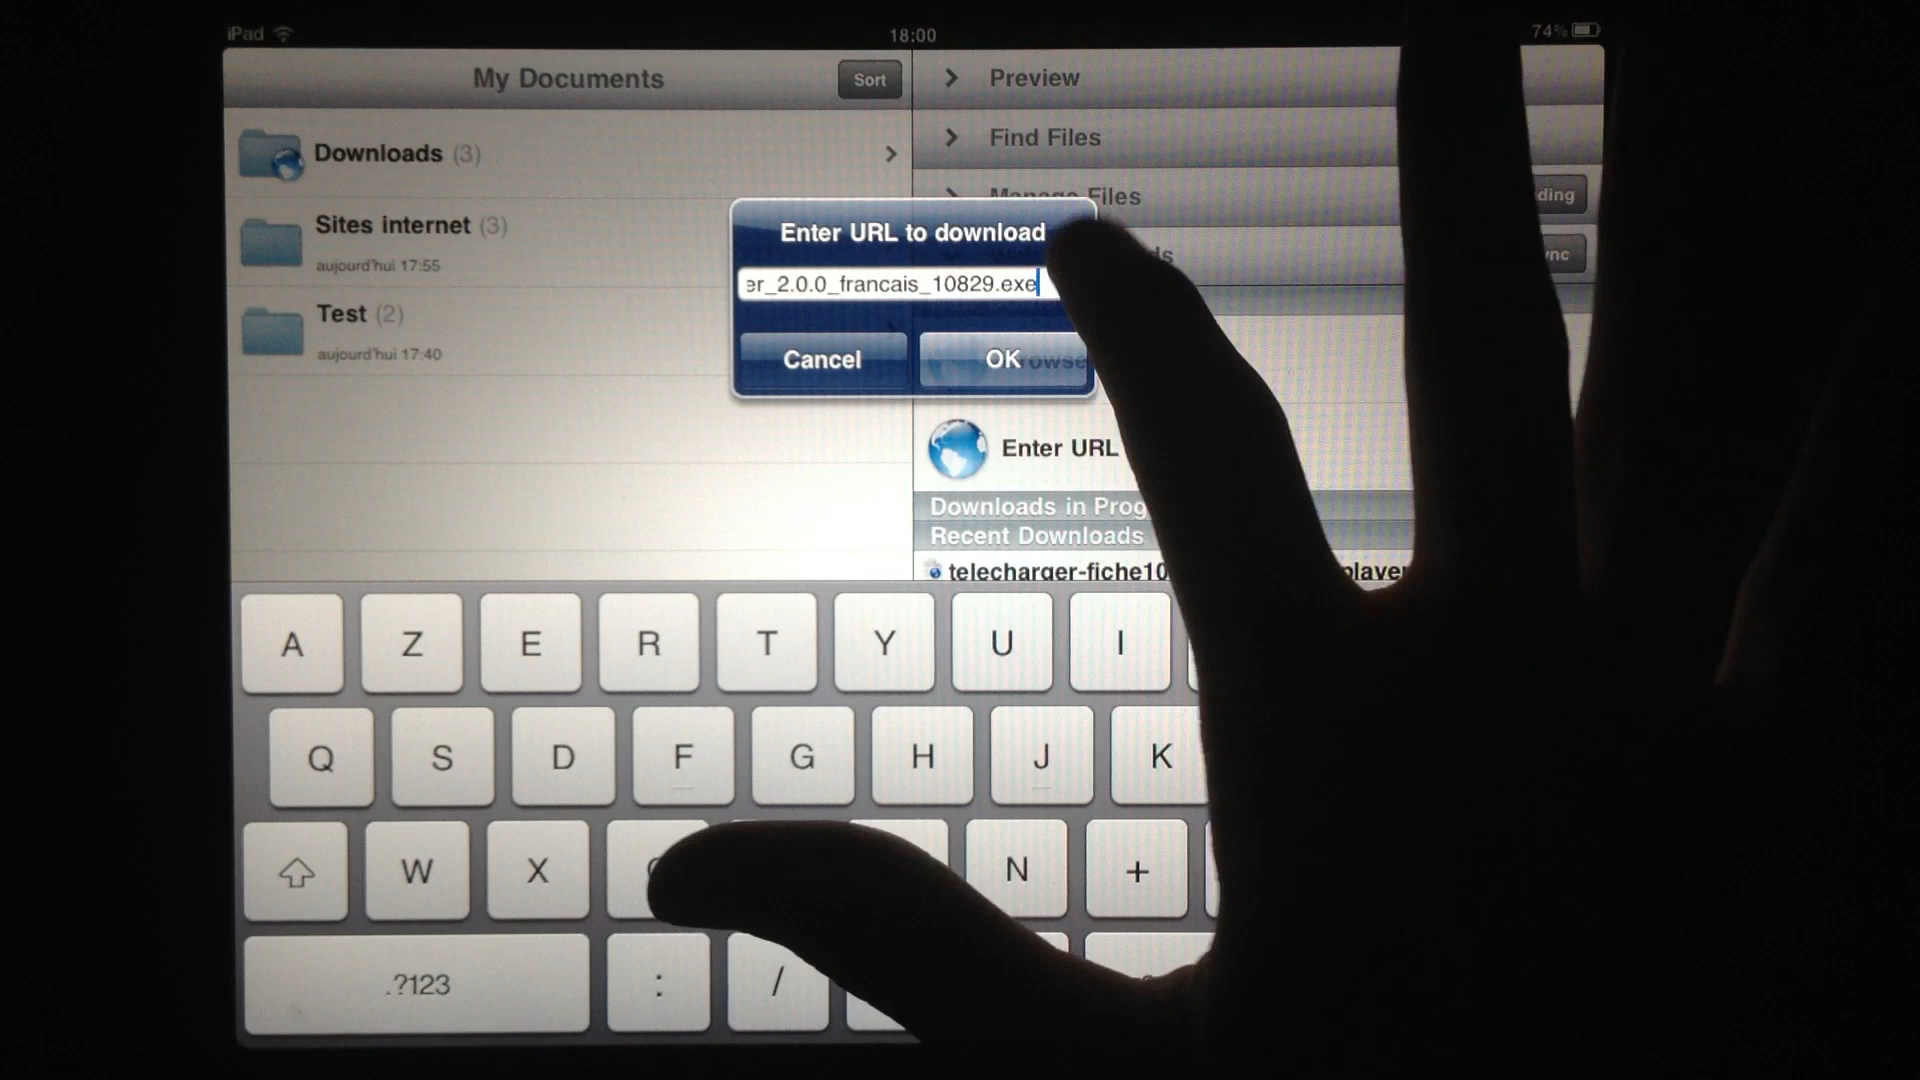 iPad
18:00
74%
My Documents
Sort
Downloads (3)
Sites internet (3)
aujourd'hui 17:55
Test (2)
aujourd'hui 17:40
Preview
Find Files
Manage Files
Enter URL to download
er_2.0.0_francais_10829.exe
Cancel
OK
Enter URL
Downloads in Prog
Recent Downloads
telecharger-fiche10
player
A Z E R T Y U I
Q S D F G H J K
W X N +
.?123 : /